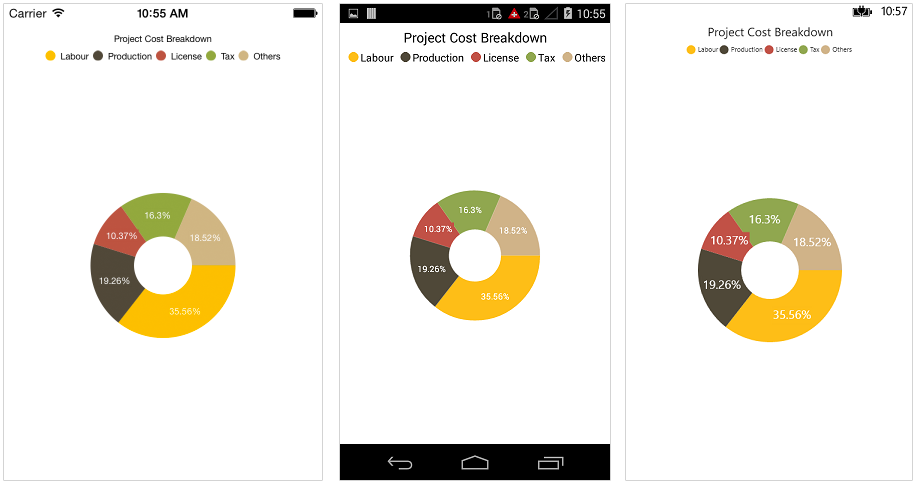 Carrier 10:55 AM
Project Cost Breakdown
Labour Production License Tax Others
16.3%
10.37%
18.52%
19.26%
35.56%
1 2 10:55
Project Cost Breakdown
Labour Production License Tax Others
16.3%
10.37%
18.52%
19.26%
35.56%
10:57
Project Cost Breakdown
Labour Production License Tax Others
16.3%
10.37%
18.52%
19.26%
35.56%